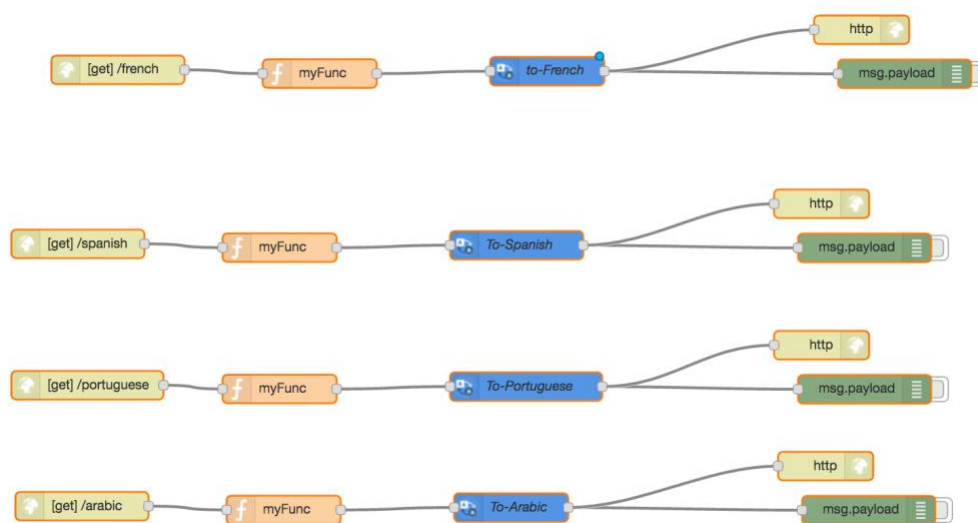 [get] /french
myFunc
to-French
http
msg.payload
[get] /spanish
myFunc
To-Spanish
http
msg.payload
[get] /portuguese
myFunc
To-Portuguese
http
msg.payload
[get] /arabic
myFunc
To-Arabic
http
msg.payload